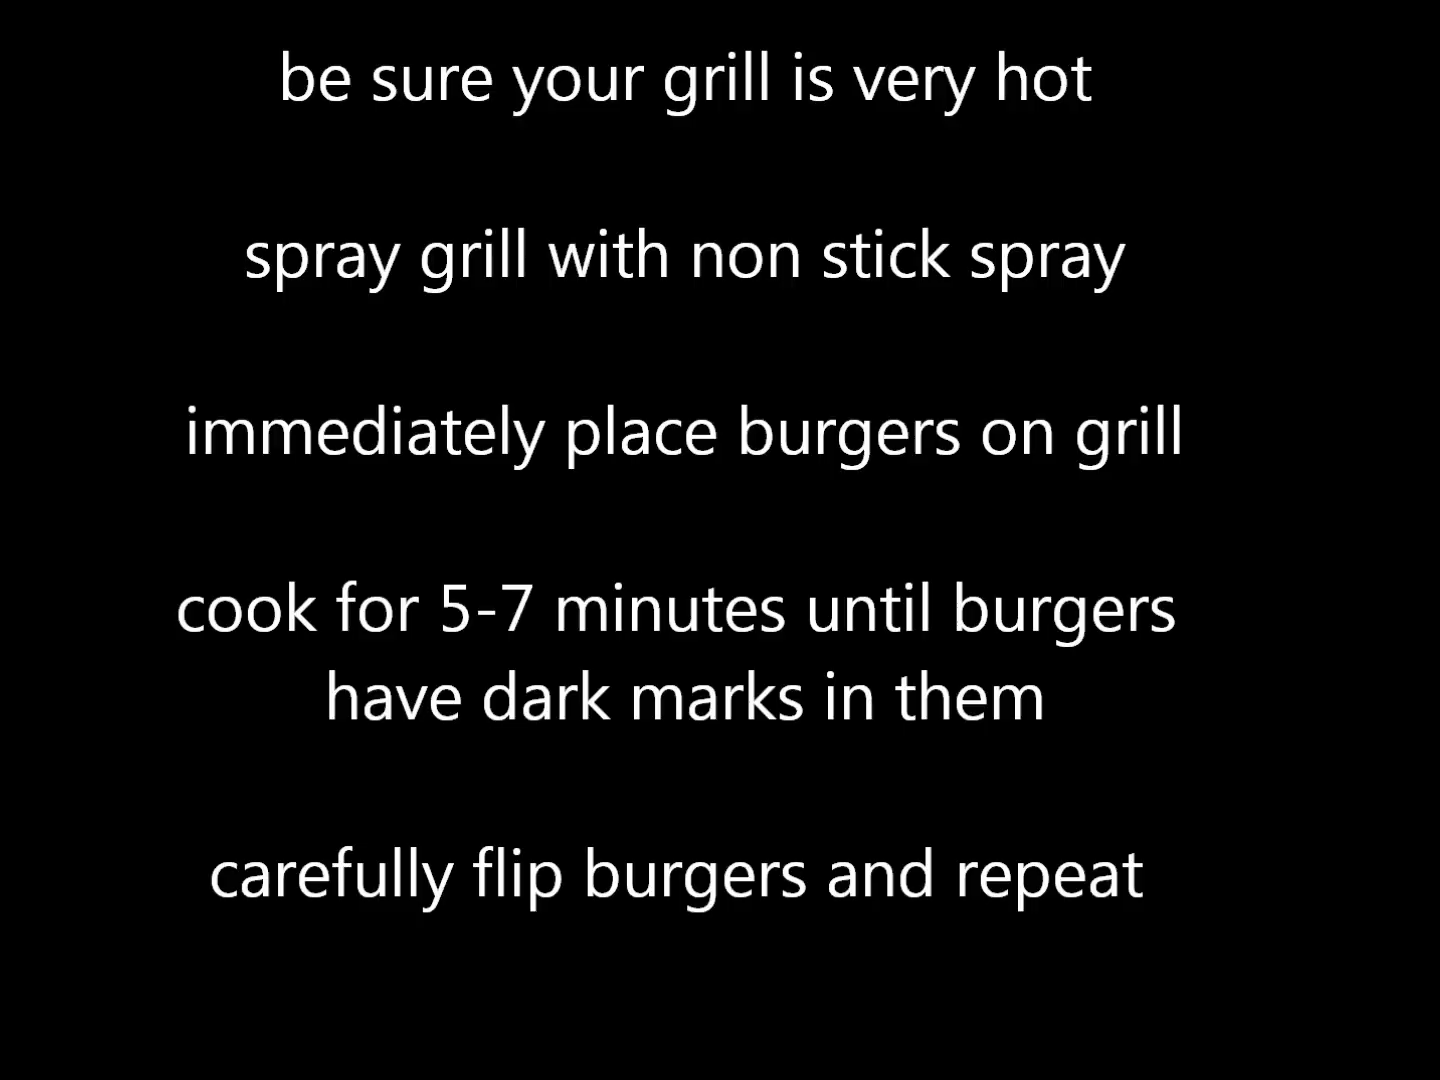 be sure your grill is very hot
spray grill with non stick spray
immediately place burgers on grill
cook for 5-7 minutes until burgers
have dark marks in them
carefully flip burgers and repeat